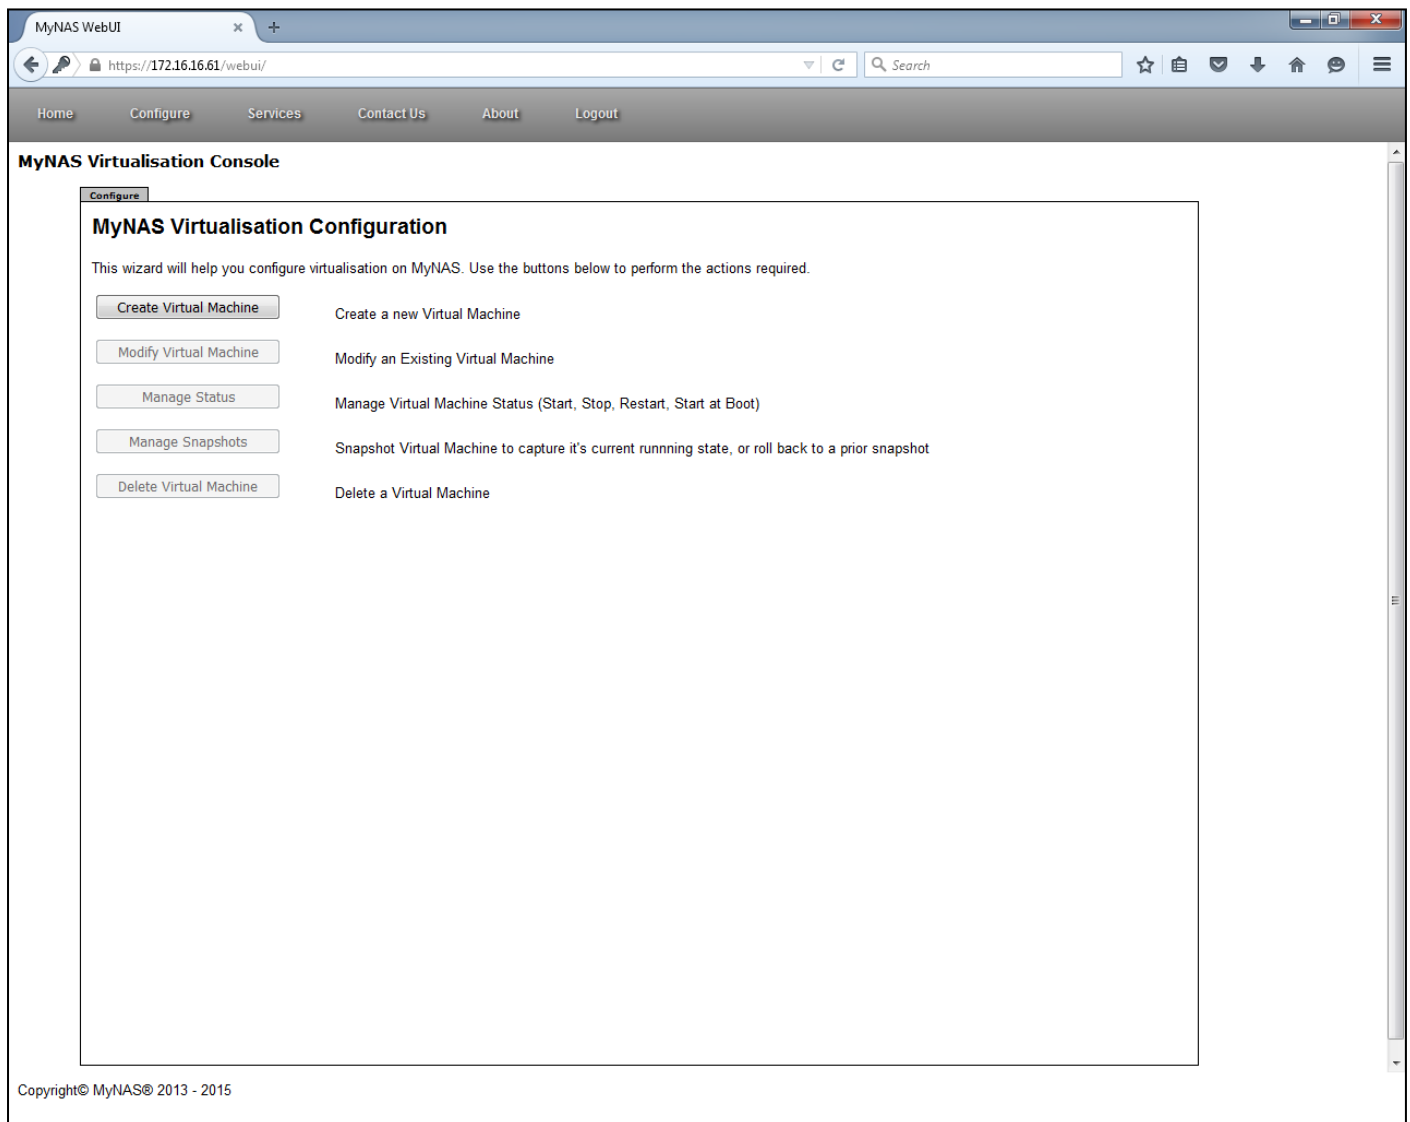 MyNAS WebUI
https://172.16.16.61/webui/
Search
Home Configure Services Contact Us About Logout
MyNAS Virtualisation Console
Configure
MyNAS Virtualisation Configuration
This wizard will help you configure virtualisation on MyNAS. Use the buttons below to perform the actions required.
Create Virtual Machine Create a new Virtual Machine
Modify Virtual Machine Modify an Existing Virtual Machine
Manage Status Manage Virtual Machine Status (Start, Stop, Restart, Start at Boot)
Manage Snapshots Snapshot Virtual Machine to capture it's current runnning state, or roll back to a prior snapshot
Delete Virtual Machine Delete a Virtual Machine
Copyright© MyNAS® 2013 - 2015